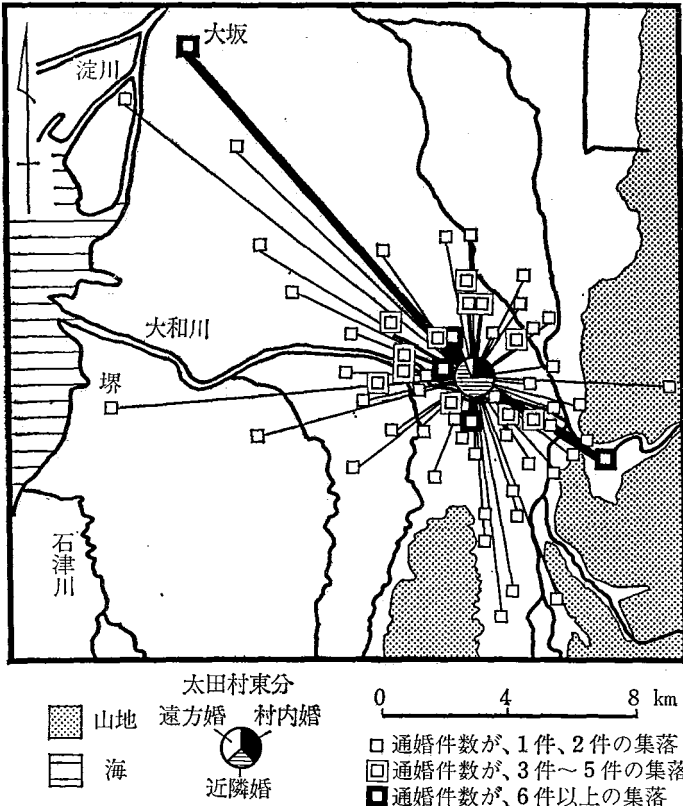 大坂
淀川
大和川
堺
石津川
太田村東分
遠方婚 村内婚
近隣婚
山地
海
0 4 8 km
通婚件数が、1件、2件の集落
通婚件数が、3件～5件の集落
通婚件数が、6件以上の集落